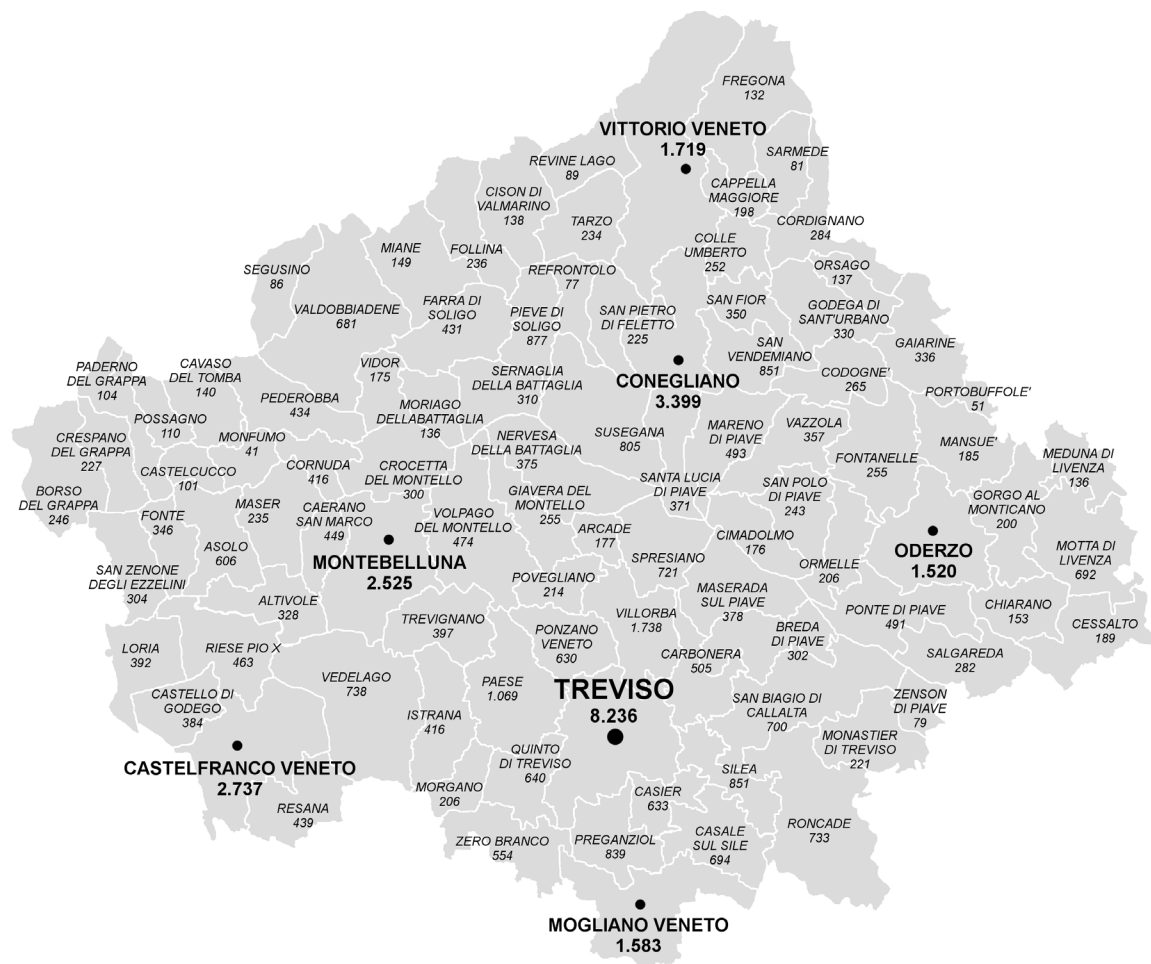 FREGONA
132
VITTORIO VENETO
1.719
SARMEDE
81
REVINE LAGO
89
CAPPELLA
MAGGIORE
198
CISON DI
VALMARINO
138
TARZO
234
CORDIGNANO
284
MIANE
149
FOLLINA
236
COLLE
UMBERTO
252
SEGUSINO
86
REFRONTOLO
77
ORSAGO
137
VALDOBBIADENE
681
FARRA DI
SOLIGO
431
PIEVE DI
SOLIGO
877
SAN PIETRO
DI FELETTO
225
SAN FIOR
350
GODEGA DI
SANT'URBANO
330
GAIARINE
336
SAN
VENDEMIANO
851
PADERNO
DEL GRAPPA
104
CAVASO
DEL TOMBA
140
VIDOR
175
SERNAGLIA
DELLA BATTAGLIA
310
CONEGLIANO
3.399
CODOGNE'
265
PORTOBUFFOLE'
51
POSSAGNO
110
PEDEROBBA
434
MORIAGO
DELLABATTAGLIA
136
CRESPANO
DEL GRAPPA
227
MONFUMO
41
NERVESA
DELLA BATTAGLIA
375
SUSEGANA
805
MARENO
DI PIAVE
493
VAZZOLA
357
MANSUE'
185
MEDUNA DI
LIVENZA
136
CASTELCUCCO
101
CORNUDA
416
CROCETTA
DEL MONTELLO
300
SANTA LUCIA
DI PIAVE
371
SAN POLO
DI PIAVE
243
FONTANELLE
255
GORGO AL
MONTICANO
200
BORSO
DEL GRAPPA
246
FONTE
346
MASER
235
CAERANO
SAN MARCO
449
VOLPAGO
DEL MONTELLO
474
GIAVERA DEL
MONTELLO
255
ARCADE
177
CIMADOLMO
176
ODERZO
1.520
MOTTA DI
LIVENZA
692
ASOLO
606
MONTEBELLUNA
2.525
SPRESIANO
721
ORMELLE
206
SAN ZENONE
DEGLI EZZELINI
304
ALTIVOLE
328
POVEGLIANO
214
MASERADA
SUL PIAVE
378
PONTE DI PIAVE
491
CHIARANO
153
CESSALTO
189
TREVIGNANO
397
VILLORBA
1.738
PONZANO
VENETO
630
BREDA
DI PIAVE
302
LORIA
392
RIESE PIO X
463
CARBONERA
505
SALGAREDA
282
VEDELAGO
738
PAESE
1.069
TREVISO
8.236
CASTELLO DI
GODEGO
384
SAN BIAGIO DI
CALLALTA
700
ZENSON
DI PIAVE
79
ISTRANA
416
MONASTIER
DI TREVISO
221
QUINTO
DI TREVISO
640
CASTELFRANCO VENETO
2.737
SILEA
851
MORGANO
206
CASIER
633
RESANA
439
ZERO BRANCO
554
PREGANZIOL
839
CASALE
SUL SILE
694
RONCADE
733
MOGLIANO VENETO
1.583